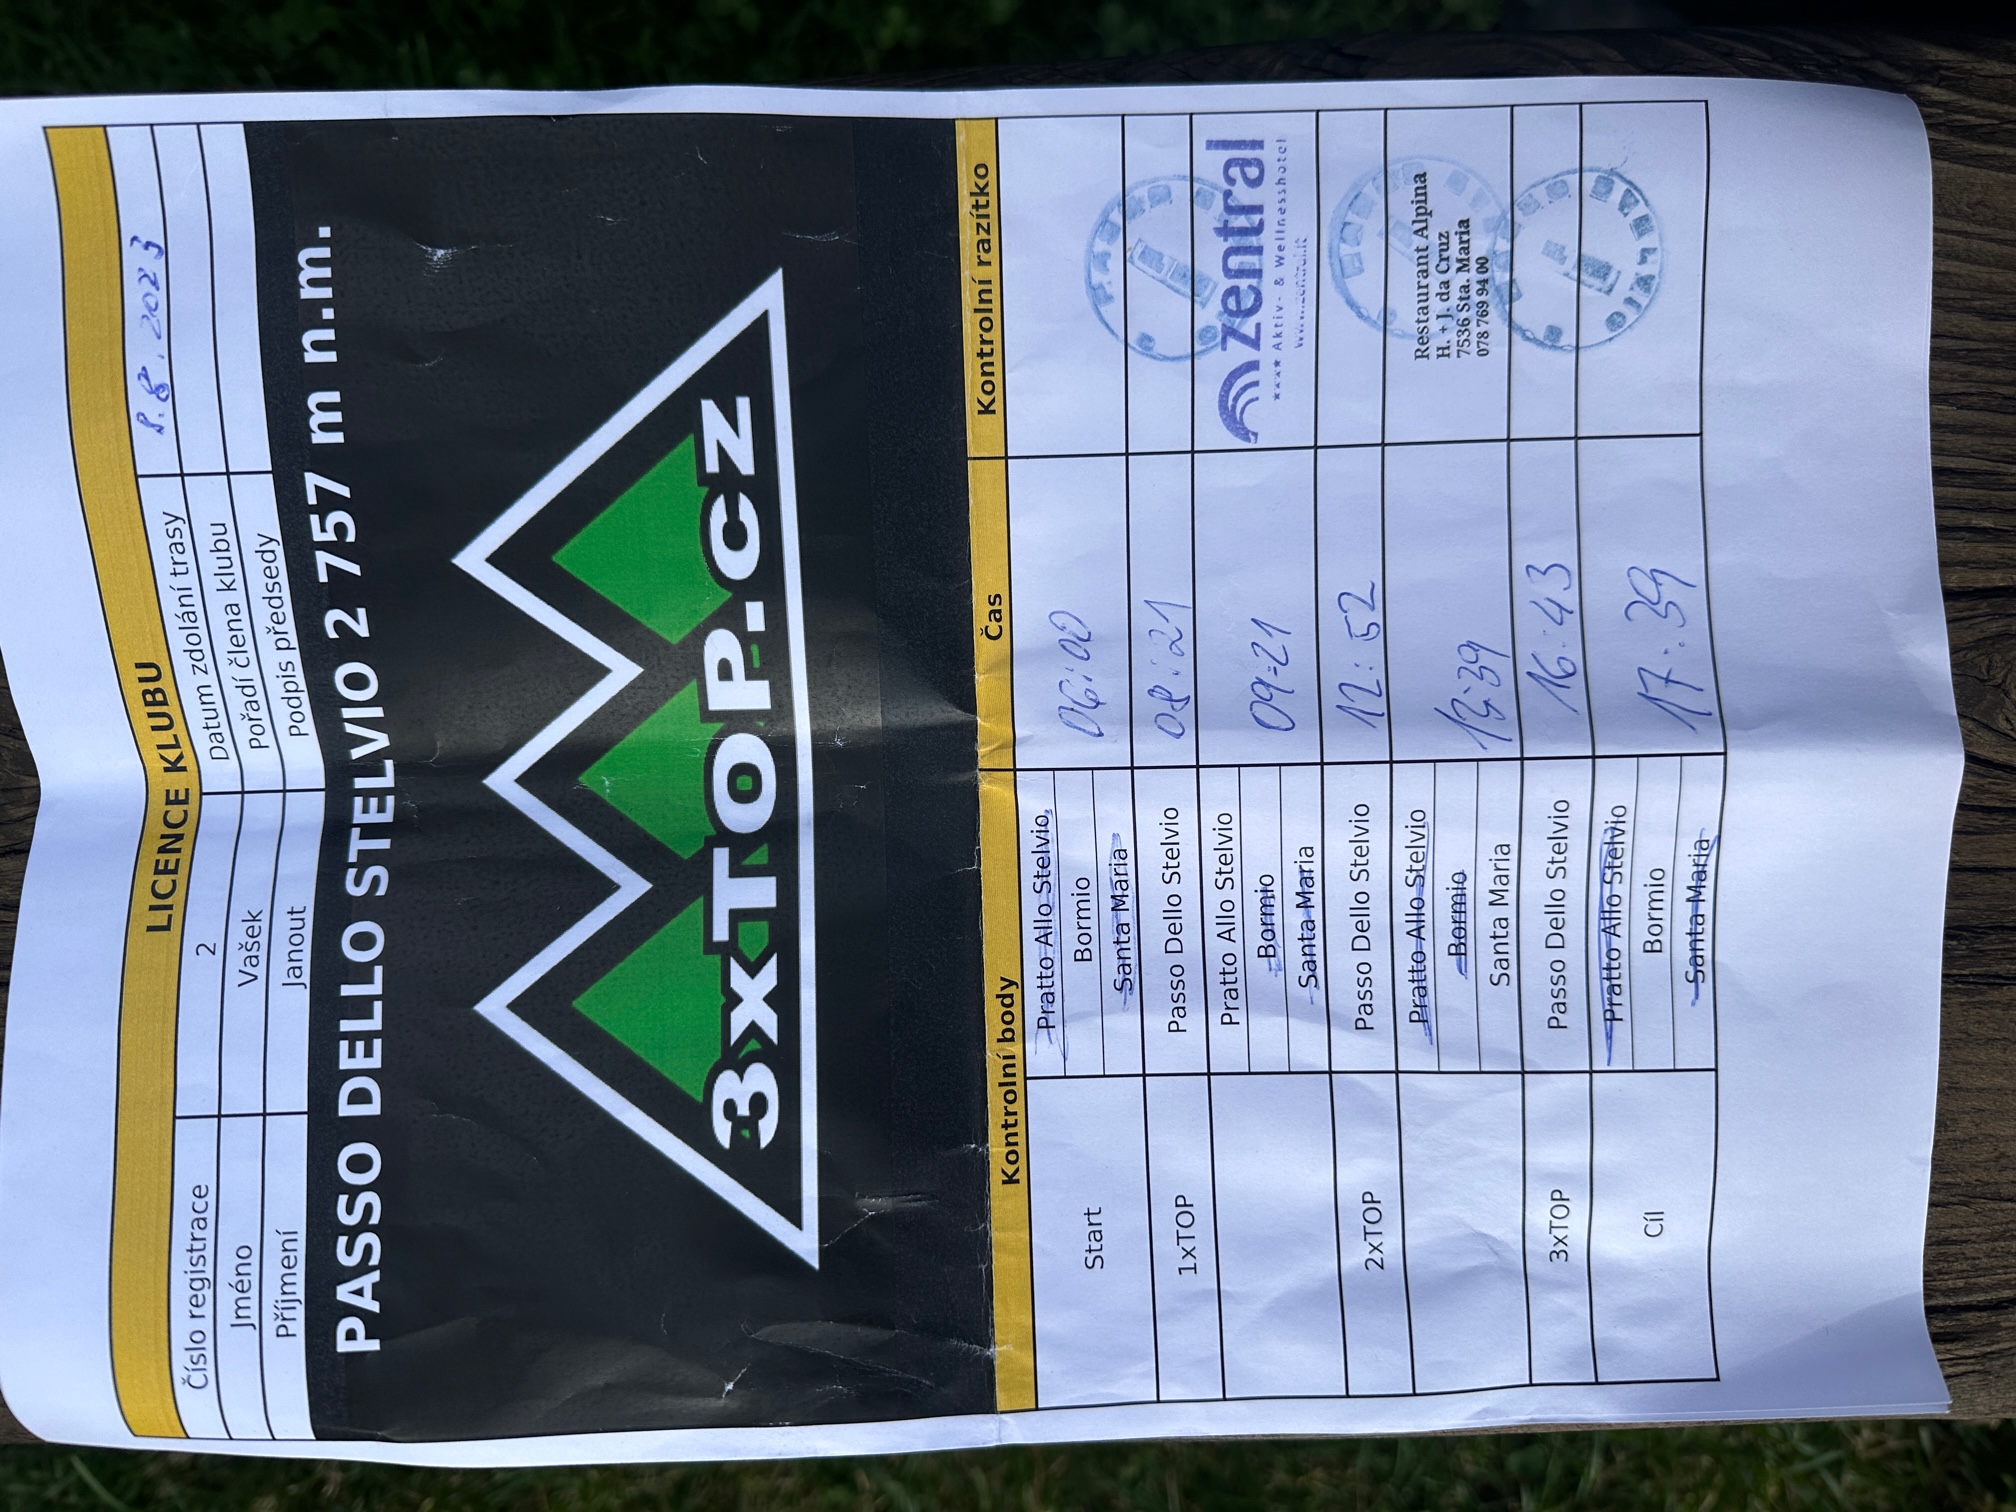 LICENCE KLUBU
Číslo registrace 2 Datum zdolání trasy 8.8.2023
Jméno Vašek Pořadí člena klubu
Příjmení Janout Podpis předsedy
PASSO DELLO STELVIO 2 757 m n.m.
3xTOP.cz
Kontrolní body Čas Kontrolní razítko
Start Pratto Allo Stelvio 06:00
Bormio
Santa Maria
1xTOP Passo Dello Stelvio 08:21
Pratto Allo Stelvio 09:21
Bormio
Santa Maria
zentral
★★★★ Aktiv- & Wellnesshotel
www.zentral.it
2xTOP Passo Dello Stelvio 12:52
Pratto Allo Stelvio
Bormio
Santa Maria
Restaurant Alpina
H. + J. da Cruz
7536 Sta. Maria
078 769 94 00
3xTOP Passo Dello Stelvio 16:43
Cíl Pratto Allo Stelvio 17:39
Bormio
Santa Maria